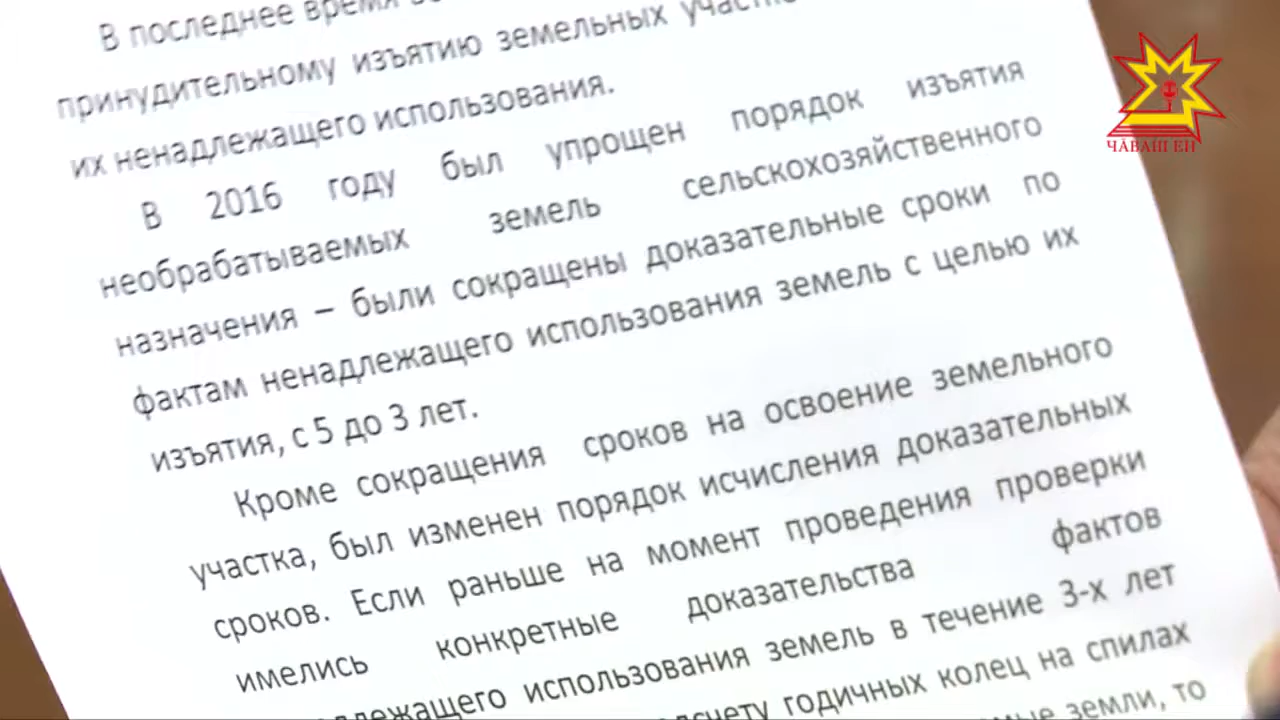 В последнее время
принудительному изъятию земельных
их ненадлежащего использования.
В 2016 году был упрощен порядок изъятия
необрабатываемых земель сельскохозяйственного
назначения – были сокращены доказательные сроки по
фактам ненадлежащего использования земель с целью их
изъятия, с 5 до 3 лет.
Кроме сокращения сроков на освоение земельного
участка, был изменен порядок исчисления доказательных
сроков. Если раньше на момент проведения проверки
имелись конкретные доказательства фактов
использования земель в течение 3-х лет
годичных колец на спилах
земли, то
ЧӐВАШ ЕН